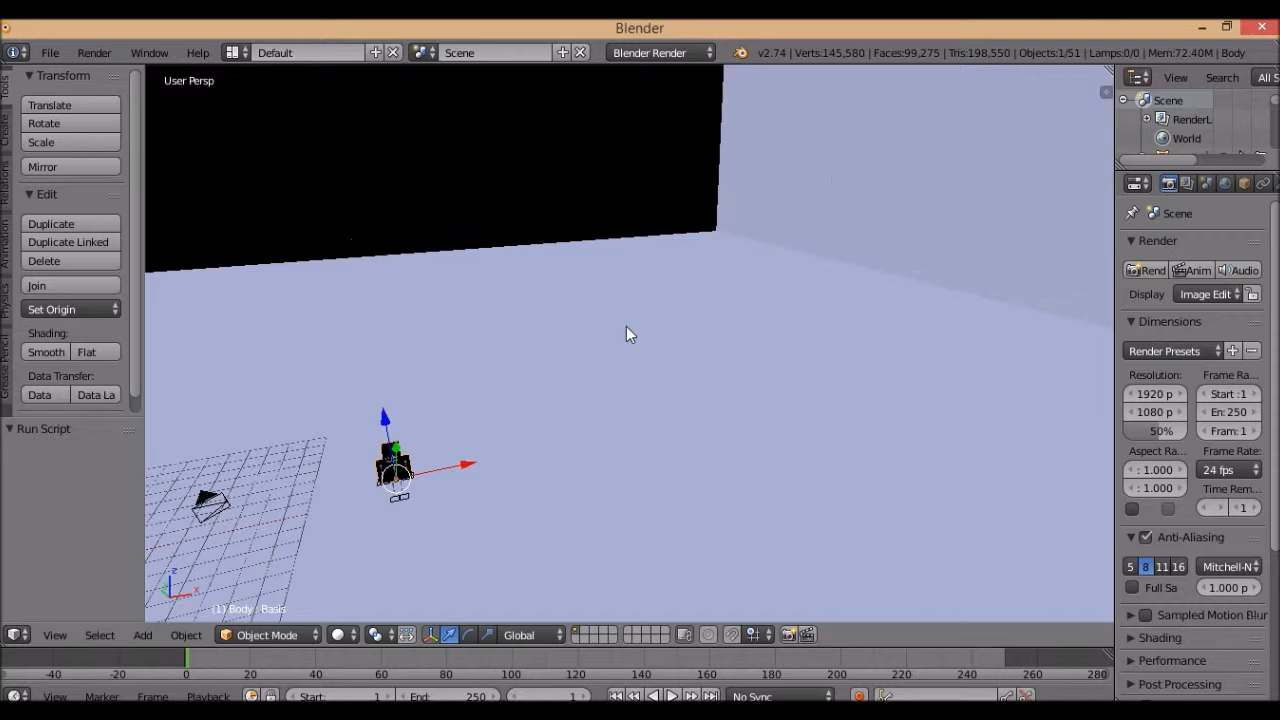 Blender
File Render Window Help Default Scene Blender Render v2.74 | Verts:145,580 | Faces:99,275 | Tris:198,550 | Objects:1/51 | Lamps:0/0 | Mem:72.40M | Body
Transform
Translate
Rotate
Scale
Mirror
Edit
Duplicate
Duplicate Linked
Delete
Join
Set Origin
Shading:
Smooth Flat
Data Transfer:
Data Data La
Run Script
Tools
Create
Relations
Animation
Physics
Grease Pencil
User Persp
z
x
(1) Body : Basis
View Select Add Object Object Mode Global
View Search All S
Scene
RenderL
World
Scene
Render
Rend Anim Audio
Display Image Edit
Dimensions
Render Presets
Resolution: Frame Ra...
1920 p Start :1
1080 p En: 250
50% Fram: 1
Aspect Ra... Frame Rate:
: 1.000 24 fps
: 1.000 Time Rem...
1
Anti-Aliasing
5 8 11 16 Mitchell-N
Full Sa 1.000 p
Sampled Motion Blur
Shading
Performance
Post Processing
-40 -20 0 20 40 60 80 100 120 140 160 180 200 220 240 260 280
View Marker Frame Playback Start: 1 End: 250 1 No Sync